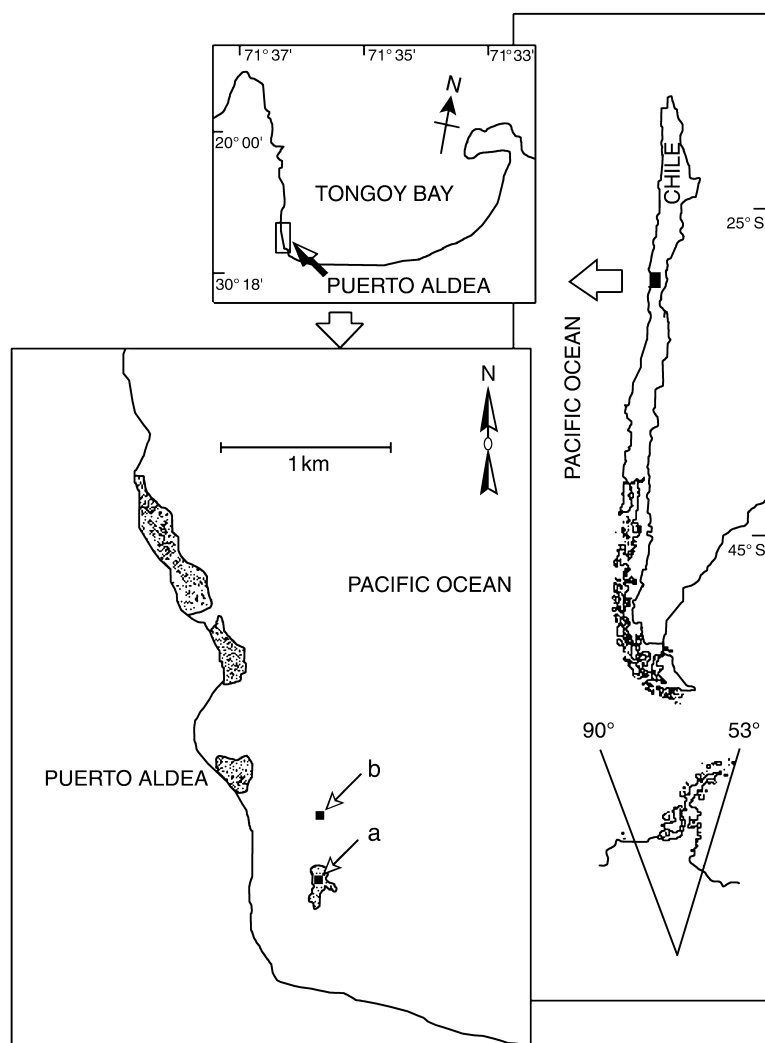 71° 37'
71° 35'
71° 33'
N
20° 00'
TONGOY BAY
30° 18'
PUERTO ALDEA
CHILE
25° S
PACIFIC OCEAN
45° S
90°
53°
N
1 km
PACIFIC OCEAN
PUERTO ALDEA
b
a